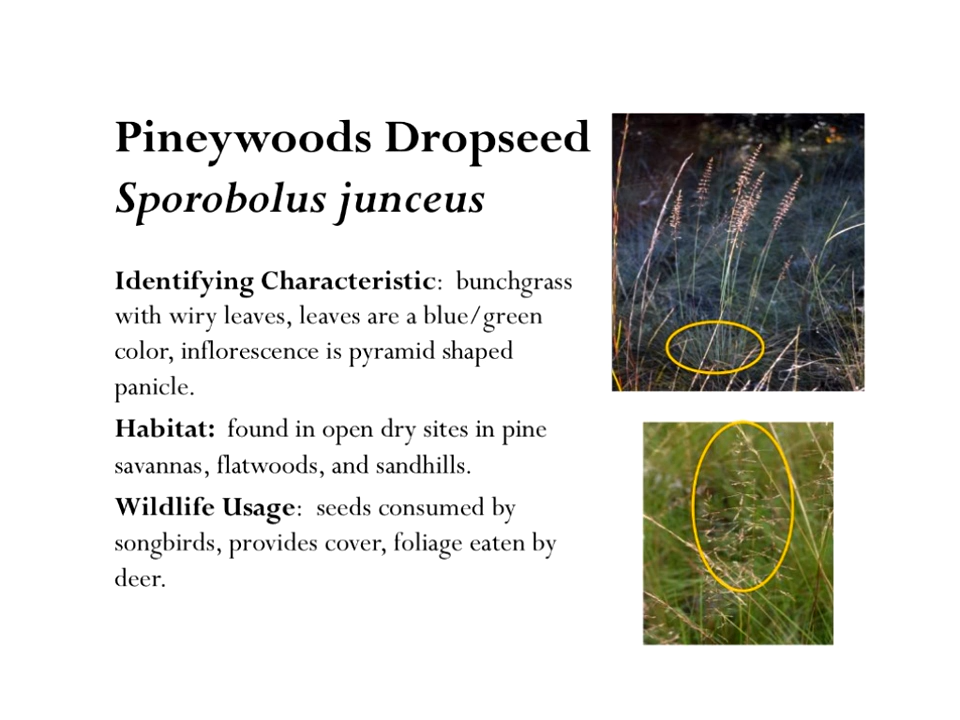 Pineywoods Dropseed
Sporobolus junceus
Identifying Characteristic:  bunchgrass
with wiry leaves, leaves are a blue/green
color, inflorescence is pyramid shaped
panicle.
Habitat:  found in open dry sites in pine
savannas, flatwoods, and sandhills.
Wildlife Usage:  seeds consumed by
songbirds, provides cover, foliage eaten by
deer.